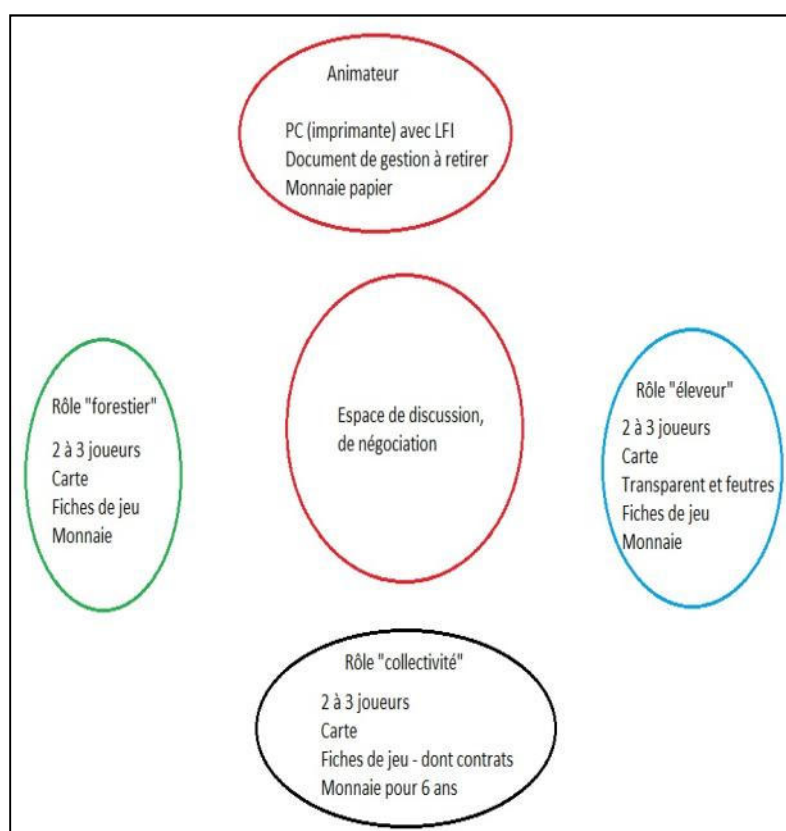 Animateur
PC (imprimante) avec LFI
Document de gestion à retirer
Monnaie papier
Espace de discussion,
de négociation
Rôle "forestier"
2 à 3 joueurs
Carte
Fiches de jeu
Monnaie
Rôle "éleveur"
2 à 3 joueurs
Carte
Transparent et feutres
Fiches de jeu
Monnaie
Rôle "collectivité"
2 à 3 joueurs
Carte
Fiches de jeu - dont contrats
Monnaie pour 6 ans